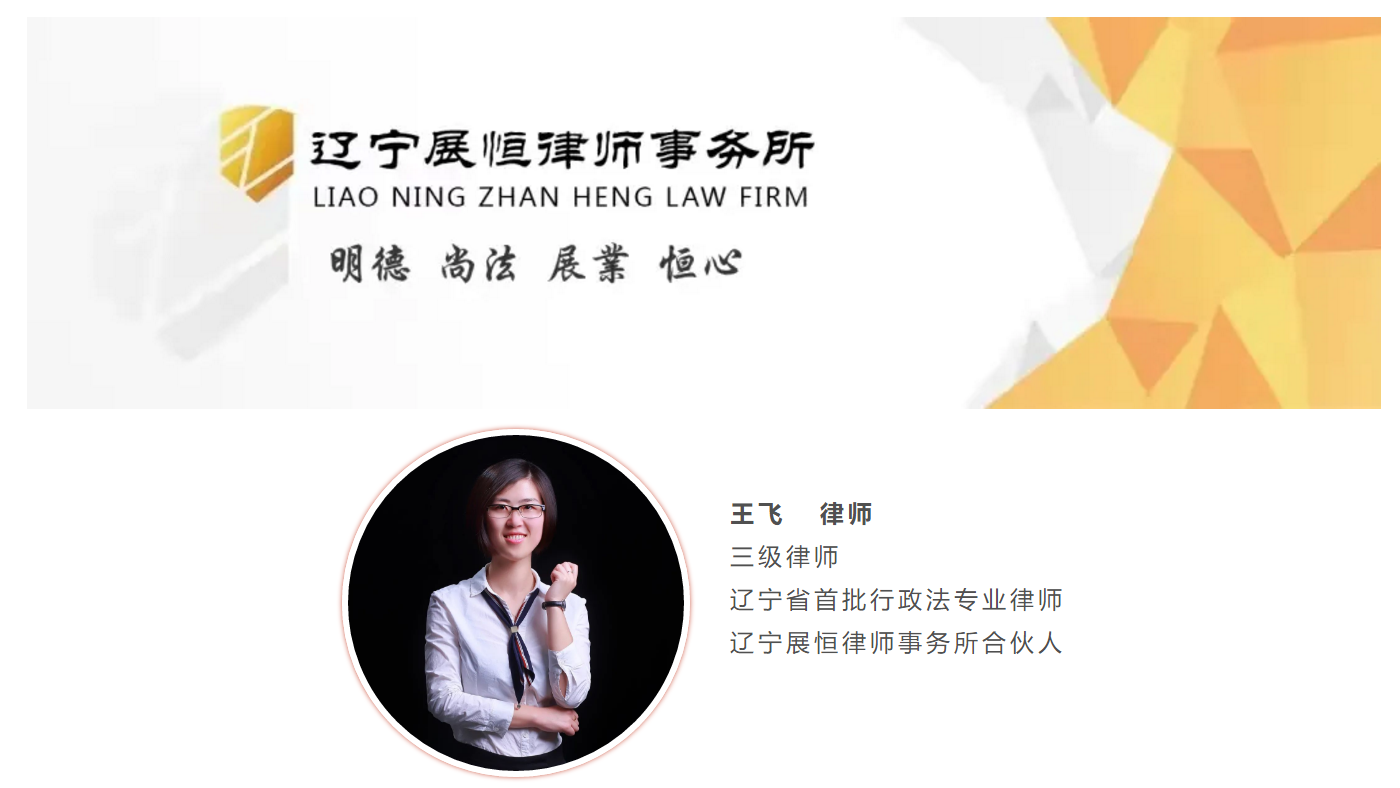 辽宁展恒律师事务所
LIAO NING ZHAN HENG LAW FIRM
明德 尚法 展業 恒心
王飞 律师
三级律师
辽宁省首批行政法专业律师
辽宁展恒律师事务所合伙人